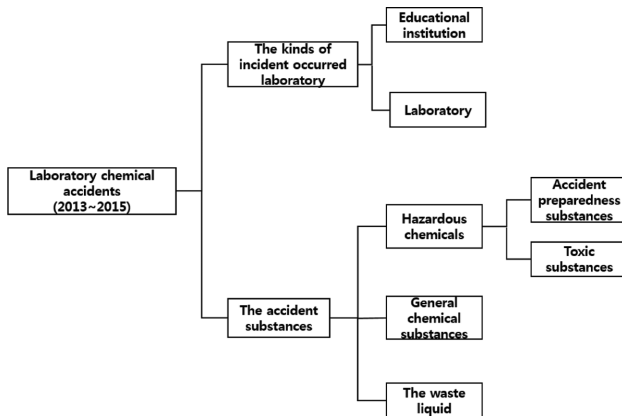 Educational
institution
The kinds of
incident occurred
laboratory
Laboratory
Laboratory chemical
accidents
(2013~2015)
Accident
preparedness
substances
Hazardous
chemicals
Toxic
substances
The accident
substances
General
chemical
substances
The waste
liquid